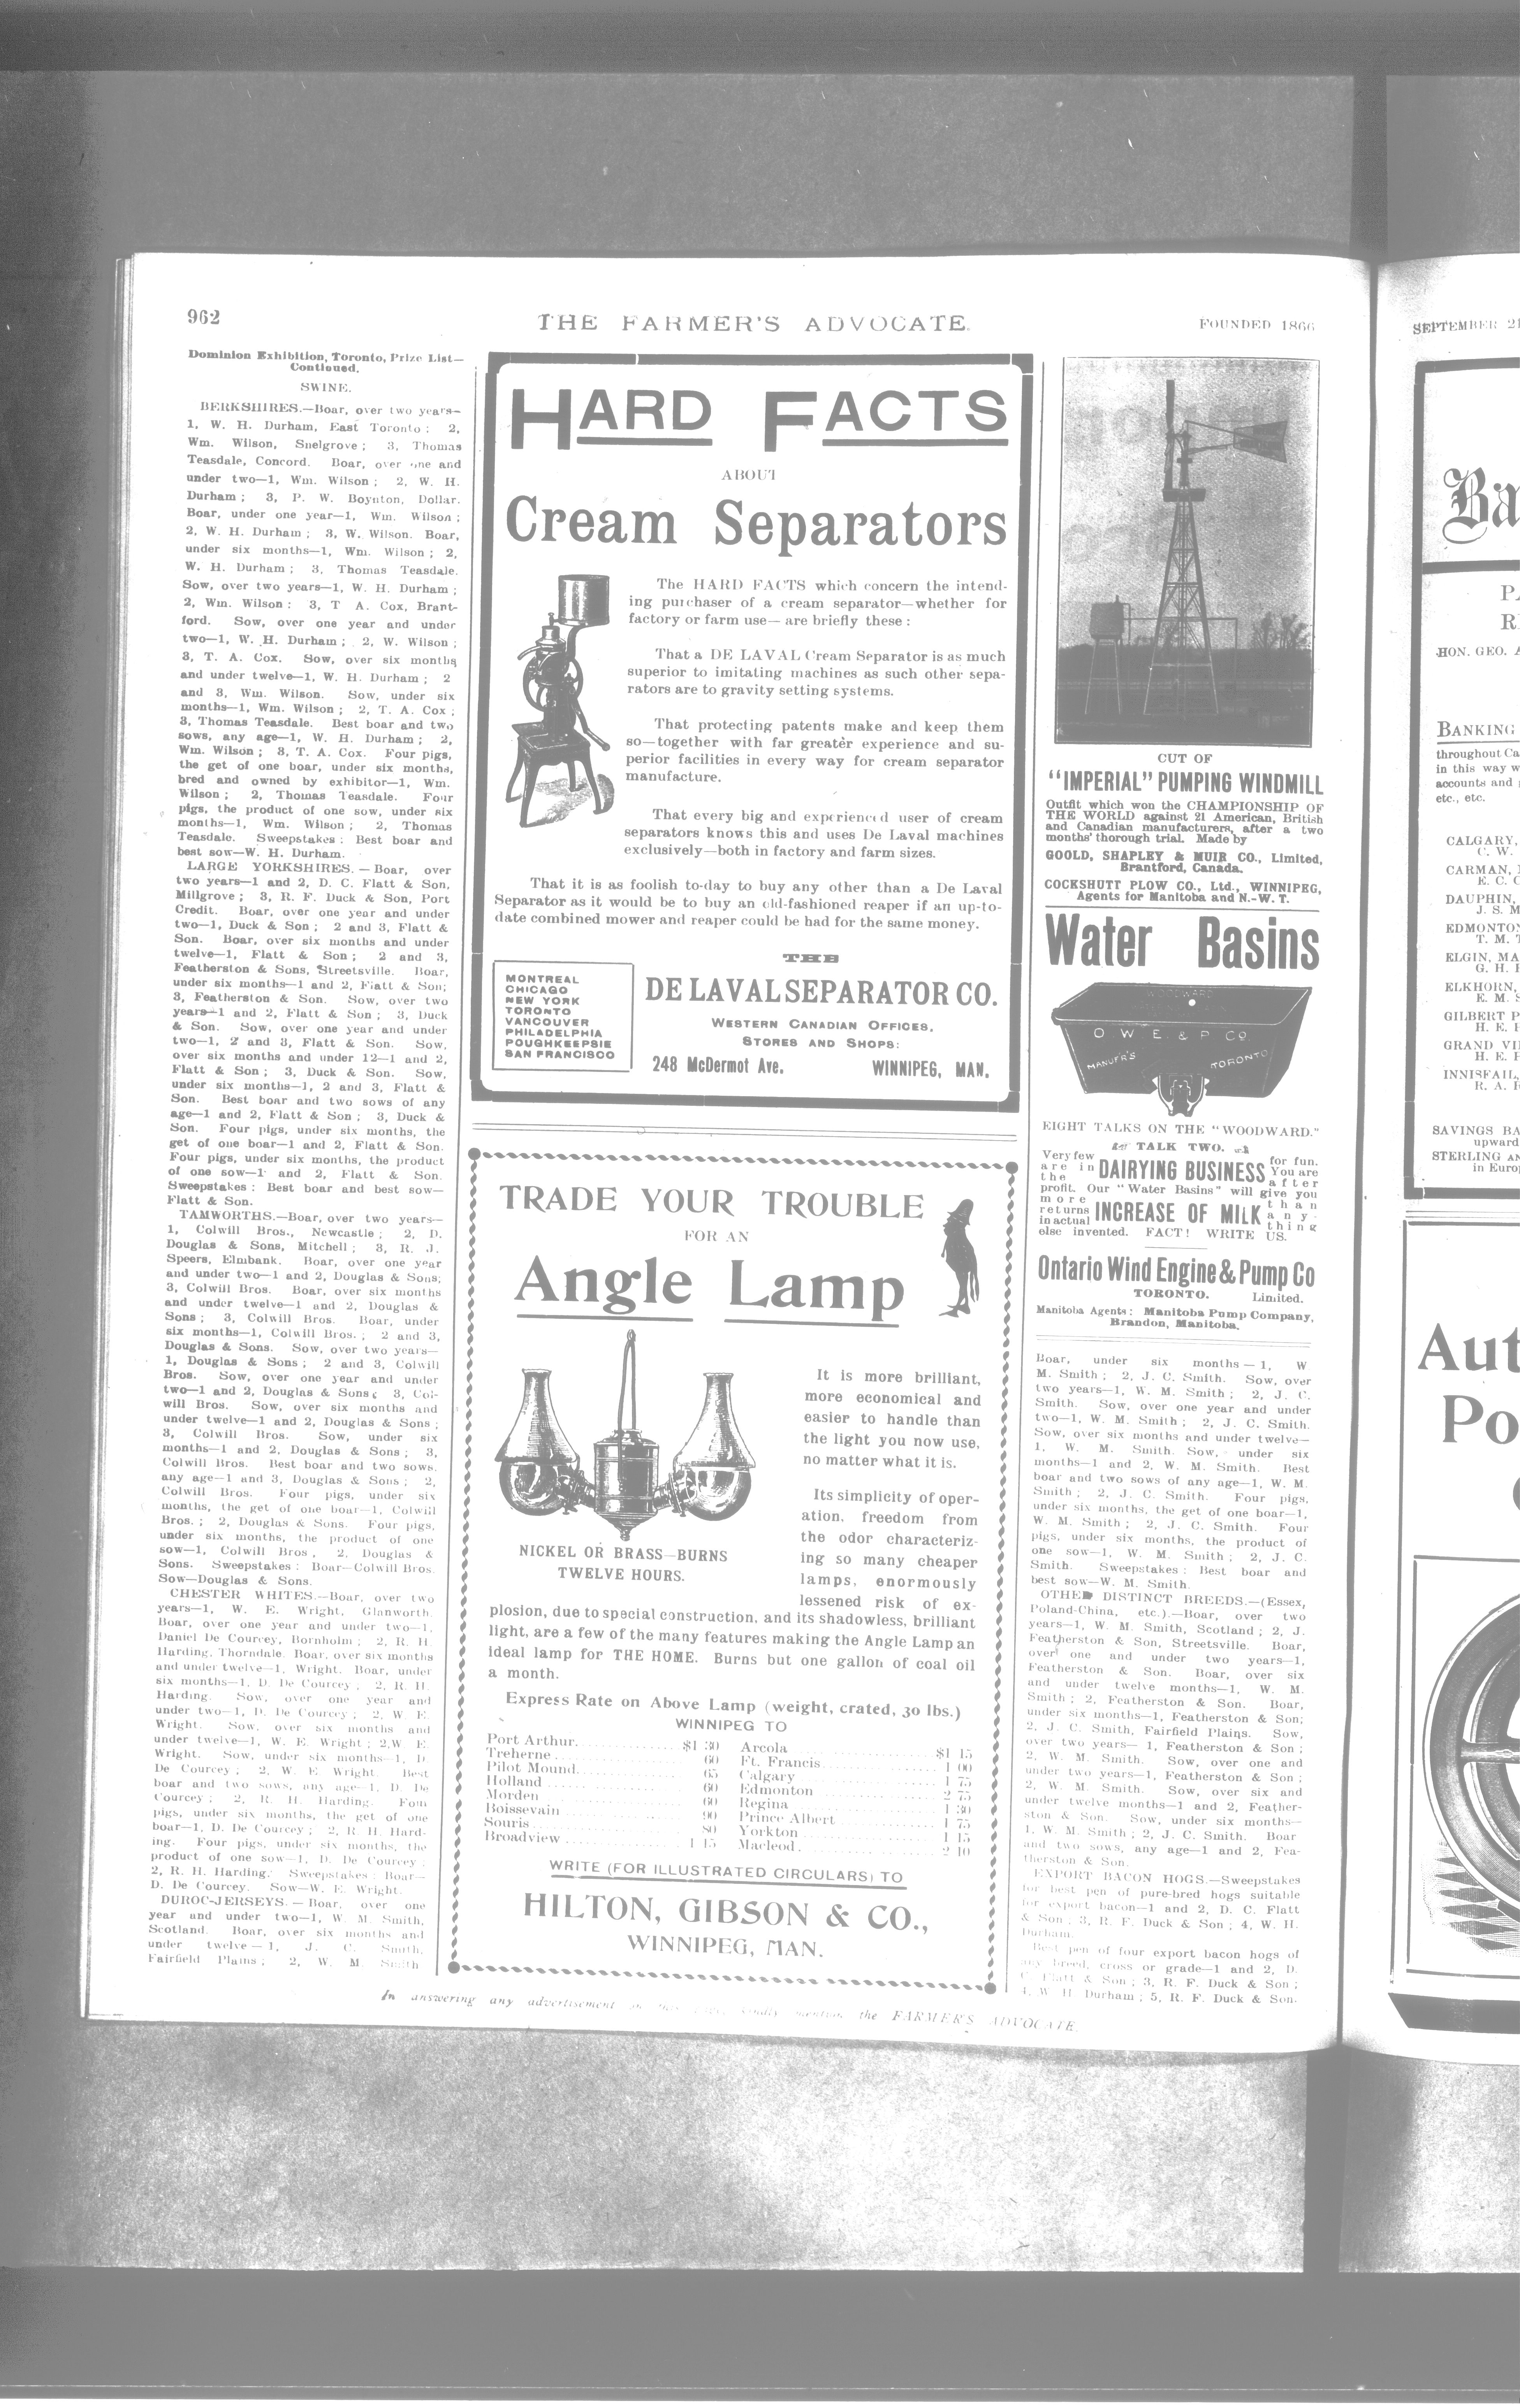 962
THE FARMER'S ADVOCATE.
FOUNDED 1866
Dominion Exhibition, Toronto, Prize List—
Continued.
SWINE.
BERKSHIRES.—Boar, over two years—
1, W. H. Durham, East Toronto; 2,
Wm. Wilson, Snelgrove; 3, Thomas
Teasdale, Concord. Boar, over one and
under two—1, Wm. Wilson; 2, W. H.
Durham; 3, P. W. Boynton, Dollar.
Boar, under one year—1, Wm. Wilson;
2, W. H. Durham; 3, W. Wilson. Boar,
under six months—1, Wm. Wilson; 2,
W. H. Durham; 3, Thomas Teasdale.
Sow, over two years—1, W. H. Durham;
2, Wm. Wilson: 3, T A. Cox, Brant-
ford. Sow, over one year and under
two—1, W. H. Durham; 2, W. Wilson;
3, T. A. Cox. Sow, over six months
and under twelve—1, W. H. Durham; 2
and 3, Wm. Wilson. Sow, under six
months—1, Wm. Wilson; 2, T. A. Cox;
3, Thomas Teasdale. Best boar and two
sows, any age—1, W. H. Durham; 2,
Wm. Wilson; 3, T. A. Cox. Four pigs,
the get of one boar, under six months,
bred and owned by exhibitor—1, Wm.
Wilson; 2, Thomas Teasdale. Four
pigs, the product of one sow, under six
months—1, Wm. Wilson; 2, Thomas
Teasdale. Sweepstakes: Best boar and
best sow—W. H. Durham.
LARGE YORKSHIRES.—Boar, over
two years—1 and 2, D. C. Flatt & Son,
Millgrove; 3, R. F. Duck & Son, Port
Credit. Boar, over one year and under
two—1, Duck & Son; 2 and 3, Flatt &
Son. Boar, over six months and under
twelve—1, Flatt & Son; 2 and 3,
Featherston & Sons, Streetsville. Boar,
under six months—1 and 2, Flatt & Son;
3, Featherston & Son. Sow, over two
years—1 and 2, Flatt & Son; 3, Duck
& Son. Sow, over one year and under
two—1, 2 and 3, Flatt & Son. Sow,
over six months and under 12—1 and 2,
Flatt & Son; 3, Duck & Son. Sow,
under six months—1, 2 and 3, Flatt &
Son. Best boar and two sows of any
age—1 and 2, Flatt & Son; 3, Duck &
Son. Four pigs, under six months, the
get of one boar—1 and 2, Flatt & Son.
Four pigs, under six months, the product
of one sow—1 and 2, Flatt & Son.
Sweepstakes: Best boar and best sow—
Flatt & Son.
TAMWORTHS.—Boar, over two years—
1, Colwill Bros., Newcastle; 2, D.
Douglas & Sons, Mitchell; 3, R. J.
Speers, Elmbank. Boar, over one year
and under two—1 and 2, Douglas & Sons;
3, Colwill Bros. Boar, over six months
and under twelve—1 and 2, Douglas &
Sons; 3, Colwill Bros. Boar, under
six months—1, Colwill Bros.; 2 and 3,
Douglas & Sons. Sow, over two years—
1, Douglas & Sons; 2 and 3, Colwill
Bros. Sow, over one year and under
two—1 and 2, Douglas & Sons; 3, Col-
will Bros. Sow, over six months and
under twelve—1 and 2, Douglas & Sons;
3, Colwill Bros. Sow, under six
months—1 and 2, Douglas & Sons; 3,
Colwill Bros. Best boar and two sows,
any age—1 and 3, Douglas & Sons; 2,
Colwill Bros. Four pigs, under six
months, the get of one boar—1, Colwill
Bros.; 2, Douglas & Sons. Four pigs,
under six months, the product of one
sow—1, Colwill Bros, 2, Douglas &
Sons. Sweepstakes: Boar—Colwill Bros.
Sow—Douglas & Sons.
CHESTER WHITES.—Boar, over two
years—1, W. E. Wright, Glanworth.
Boar, over one year and under two—1,
Daniel De Courcey, Bornholm; 2, R. H.
Harding, Thorndale. Boar, over six months
and under twelve—1, Wright. Boar, under
six months—1, D. De Courcey; 2, R. H.
Harding. Sow, over one year and
under two—1, D. De Courcey; 2, W. E.
Wright. Sow, over six months and
under twelve—1, W. E. Wright; 2,W E.
Wright. Sow, under six months—1, D.
De Courcey; 2, W. E. Wright. Best
boar and two sows, any age—1, D. De
Courcey; 2, R. H. Harding. Four
pigs, under six months, the get of one
boar—1, D. De Courcey; 2, R H. Hard-
ing. Four pigs, under six months, the
product of one sow—1, D. De Courcey.
2, R. H. Harding. Sweepstakes: Boar—
D. De Courcey. Sow—W. E. Wright.
DUROC-JERSEYS.—Boar, over one
year and under two—1, W. M. Smith,
Scotland. Boar, over six months and
under twelve—1, J. C. Smith,
Fairfield Plains; 2, W. M. Smith
HARD FACTS
ABOUT
Cream Separators
The HARD FACTS which concern the intend-
ing purchaser of a cream separator—whether for
factory or farm use—are briefly these:
That a DE LAVAL Cream Separator is as much
superior to imitating machines as such other sepa-
rators are to gravity setting systems.
That protecting patents make and keep them
so—together with far greater experience and su-
perior facilities in every way for cream separator
manufacture.
That every big and experienced user of cream
separators knows this and uses De Laval machines
exclusively—both in factory and farm sizes.
That it is as foolish to-day to buy any other than a De Laval
Separator as it would be to buy an old-fashioned reaper if an up-to-
date combined mower and reaper could be had for the same money.
MONTREAL
CHICAGO
NEW YORK
TORONTO
VANCOUVER
PHILADELPHIA
POUGHKEEPSIE
SAN FRANCISCO
THE
DE LAVAL SEPARATOR CO.
WESTERN CANADIAN OFFICES,
STORES AND SHOPS:
248 McDermot Ave. WINNIPEG, MAN.
TRADE YOUR TROUBLE
FOR AN
Angle Lamp
It is more brilliant,
more economical and
easier to handle than
the light you now use,
no matter what it is.
Its simplicity of oper-
ation, freedom from
the odor characteriz-
ing so many cheaper
lamps, enormously
lessened risk of ex-
NICKEL OR BRASS—BURNS
TWELVE HOURS.
plosion, due to special construction, and its shadowless, brilliant
light, are a few of the many features making the Angle Lamp an
ideal lamp for THE HOME. Burns but one gallon of coal oil
a month.
Express Rate on Above Lamp (weight, crated, 30 lbs.)
WINNIPEG TO
Port Arthur. $1 30
Treherne 60
Pilot Mound. 65
Holland 60
Morden 60
Boissevain 90
Souris 80
Broadview 1 15
Arcola $1 15
Ft. Francis 1 00
Calgary 1 75
Edmonton 2 75
Regina 1 30
Prince Albert 1 75
Yorkton 1 15
Macleod 2 10
WRITE (FOR ILLUSTRATED CIRCULARS) TO
HILTON, GIBSON & CO.,
WINNIPEG, MAN.
CUT OF
"IMPERIAL" PUMPING WINDMILL
Outfit which won the CHAMPIONSHIP OF
THE WORLD against 21 American, British
and Canadian manufacturers, after a two
months' thorough trial. Made by
GOOLD, SHAPLEY & MUIR CO., Limited,
Brantford, Canada.
COCKSHUTT PLOW CO., Ltd., WINNIPEG,
Agents for Manitoba and N.-W. T.
Water Basins
WOODWARD
O. W. E. & P. CO.
MANUF'RS TORONTO
EIGHT TALKS ON THE "WOODWARD."
TALK TWO.
Very few are in the DAIRYING BUSINESS for fun. You are after
profit. Our "Water Basins" will give you
more returns in actual INCREASE OF MILK than any-thing
else invented. FACT! WRITE US.
Ontario Wind Engine & Pump Co
TORONTO. Limited.
Manitoba Agents: Manitoba Pump Company,
Brandon, Manitoba.
Boar, under six months—1, W
M. Smith; 2, J. C. Smith. Sow, over
two years—1, W. M. Smith; 2, J. C.
Smith. Sow, over one year and under
two—1, W. M. Smith; 2, J. C. Smith.
Sow, over six months and under twelve—
1, W. M. Smith. Sow, under six
months—1 and 2, W. M. Smith. Best
boar and two sows of any age—1, W. M.
Smith; 2, J. C. Smith. Four pigs,
under six months, the get of one boar—1,
W. M. Smith; 2, J. C. Smith. Four
pigs, under six months, the product of
one sow—1, W. M. Smith; 2, J. C.
Smith. Sweepstakes: Best boar and
best sow—W. M. Smith.
OTHER DISTINCT BREEDS.—(Essex,
Poland-China, etc.).—Boar, over two
years—1, W. M. Smith, Scotland; 2, J.
Featherston & Son, Streetsville. Boar,
over one and under two years—1,
Featherston & Son. Boar, over six
and under twelve months—1, W. M.
Smith; 2, Featherston & Son. Boar,
under six months—1, Featherston & Son;
2, J. C. Smith, Fairfield Plains. Sow,
over two years—1, Featherston & Son;
2, W. M. Smith. Sow, over one and
under two years—1, Featherston & Son;
2, W. M. Smith. Sow, over six and
under twelve months—1 and 2, Feather-
ston & Son. Sow, under six months—
1, W. M. Smith; 2, J. C. Smith. Boar
and two sows, any age—1 and 2, Fea-
therston & Son.
EXPORT BACON HOGS.—Sweepstakes
for best pen of pure-bred hogs suitable
for export bacon—1 and 2, D. C. Flatt
& Son; 3, R. F. Duck & Son; 4, W. H.
Durham.
Best pen of four export bacon hogs of
any breed, cross or grade—1 and 2, D.
C. Flatt & Son; 3, R. F. Duck & Son;
4, W. H Durham; 5, R. F. Duck & Son.
In answering any advertisement on this page, kindly mention the FARMER'S ADVOCATE.
SEPTEMBER 21
Ba
HON. GEO. A
BANKING
throughout Ca
in this way w
accounts and
etc., etc.
CALGARY,
C. W.
CARMAN,
E. C. C
DAUPHIN,
J. S. M
EDMONTON
T. M. T
ELGIN, MA
G. H. 
ELKHORN,
E. M. S
GILBERT P
H. E. 
GRAND VI
H. E. 
INNISFAIL,
R. A. 
SAVINGS BA
upward
STERLING AN
in Europ
Aut
Po